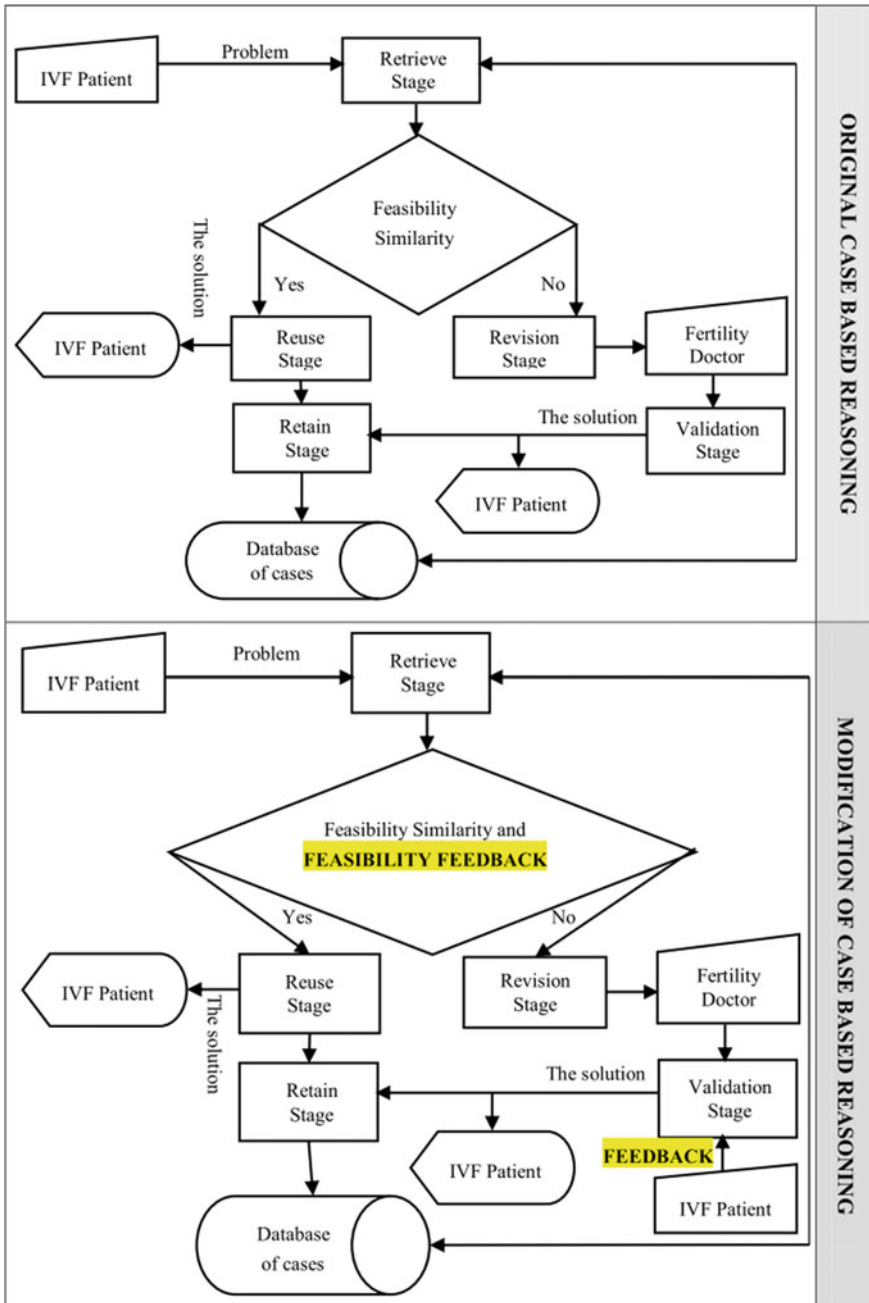 Problem
IVF Patient
Retrieve
Stage
Feasibility
Similarity
The solution
Yes
No
IVF Patient
Reuse
Stage
Revision
Stage
Fertility
Doctor
Retain
Stage
The solution
Validation
Stage
IVF Patient
Database
of cases
ORIGINAL CASE BASED REASONING
Problem
IVF Patient
Retrieve
Stage
Feasibility Similarity and
FEASIBILITY FEEDBACK
Yes
No
IVF Patient
The solution
Reuse
Stage
Revision
Stage
Fertility
Doctor
Retain
Stage
The solution
Validation
Stage
FEEDBACK
IVF Patient
IVF Patient
Database
of cases
MODIFICATION OF CASE BASED REASONING